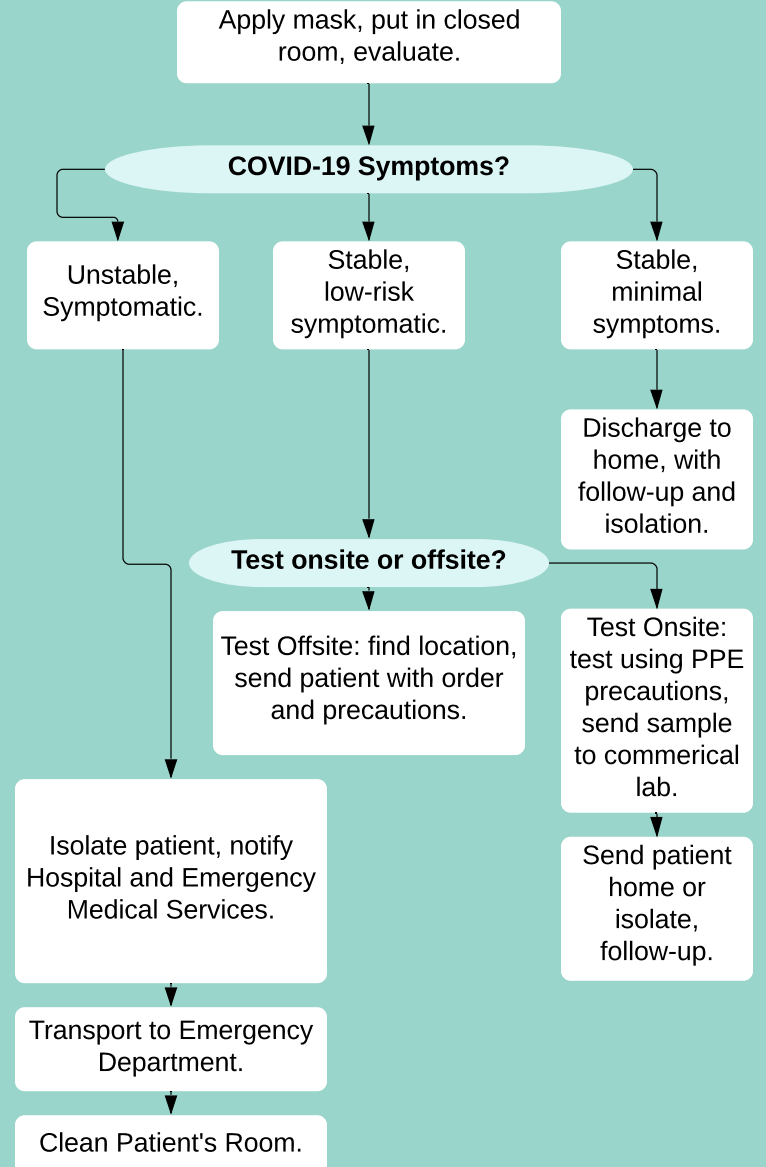 Apply mask, put in closed
room, evaluate.
COVID-19 Symptoms?
Unstable,
Symptomatic.
Stable,
low-risk
symptomatic.
Stable,
minimal
symptoms.
Discharge to
home, with
follow-up and
isolation.
Test onsite or offsite?
Test Offsite: find location,
send patient with order
and precautions.
Test Onsite:
test using PPE
precautions,
send sample
to commerical
lab.
Isolate patient, notify
Hospital and Emergency
Medical Services.
Send patient
home or
isolate,
follow-up.
Transport to Emergency
Department.
Clean Patient's Room.